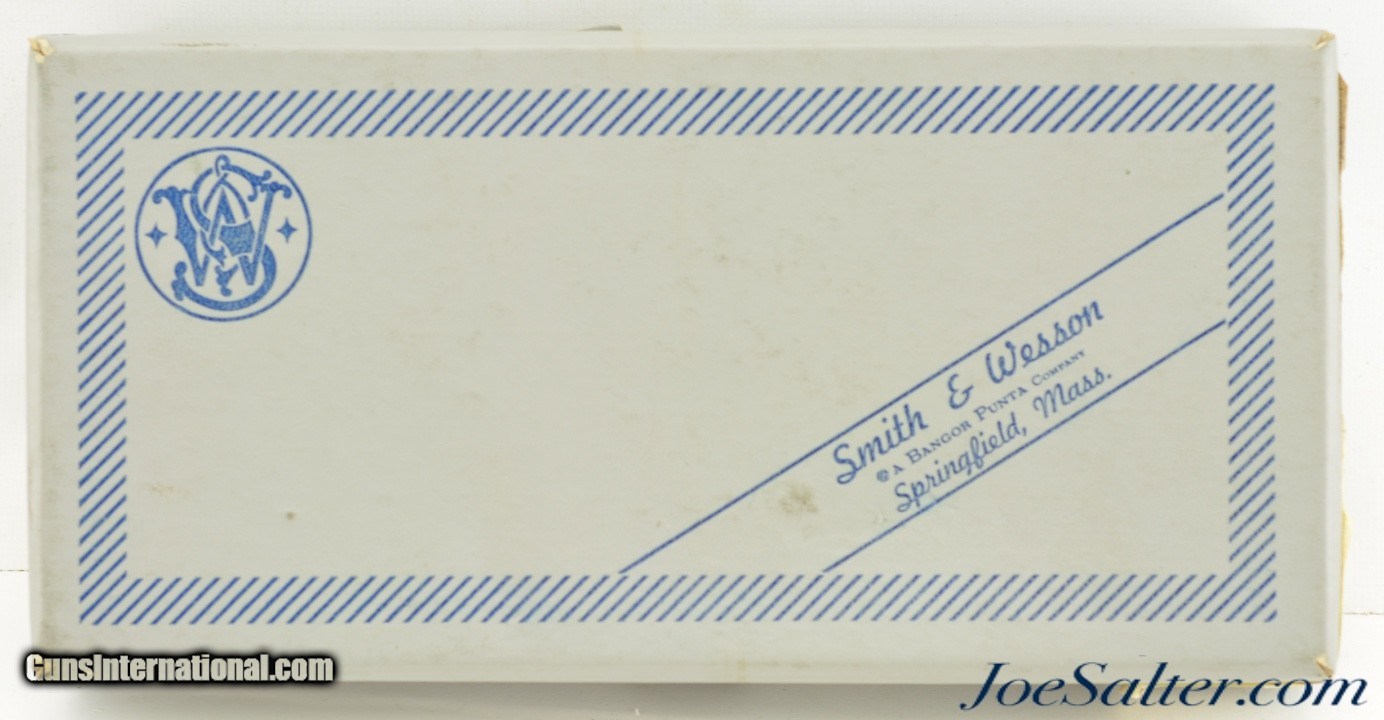 Smith & Wesson
A BANGOR PUNTA COMPANY
Springfield, Mass.
GunsInternational.com
JoeSalter.com